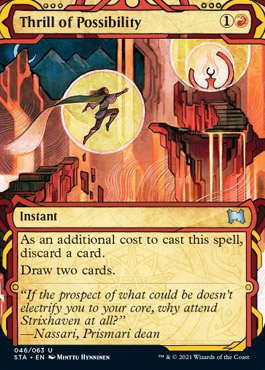 Thrill of Possibility 1
Instant
As an additional cost to cast this spell,
discard a card.
Draw two cards.
“If the prospect of what could be doesn't
electrify you to your core, why attend
Strixhaven at all?”
—Nassari, Prismari dean
046/063 U
STA • EN Minttu Hynninen
™ & © 2021 Wizards of the Coast